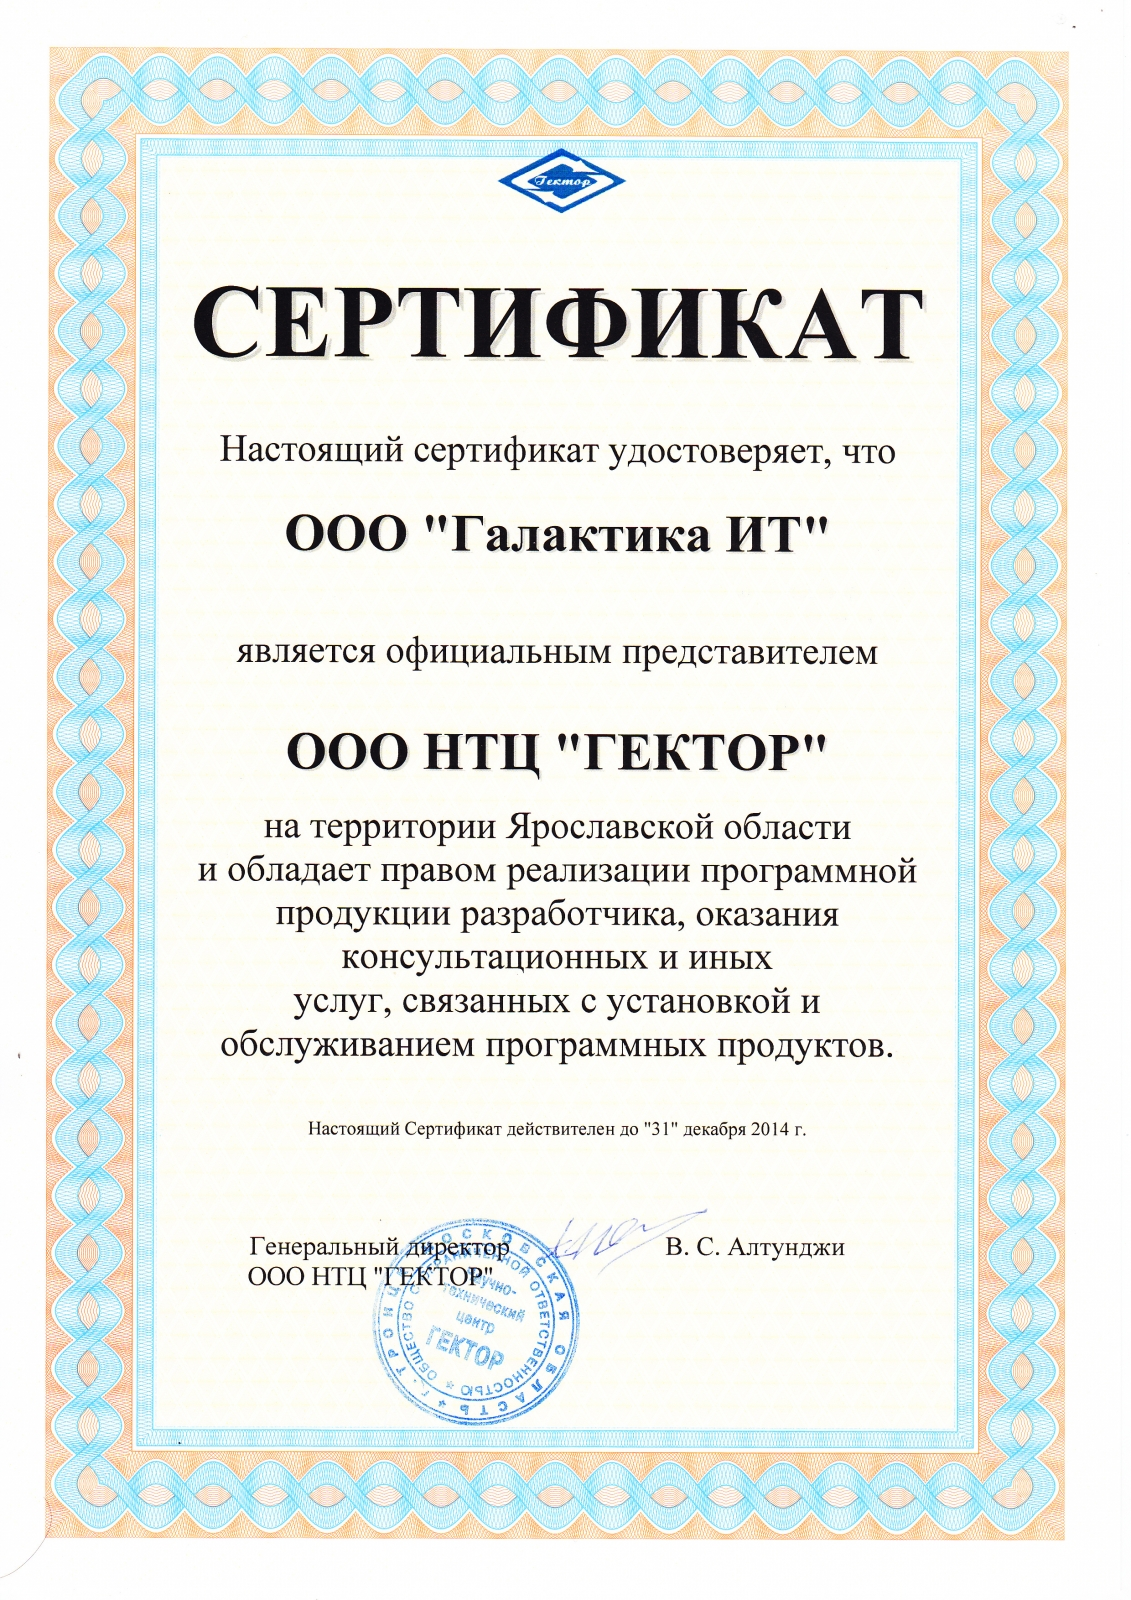 Гектор
СЕРТИФИКАТ
Настоящий сертификат удостоверяет, что
ООО "Галактика ИТ"
является официальным представителем
ООО НТЦ "ГЕКТОР"
на территории Ярославской области
и обладает правом реализации программной
продукции разработчика, оказания
консультационных и иных
услуг, связанных с установкой и
обслуживанием программных продуктов.
Настоящий Сертификат действителен до "31" декабря 2014 г.
Генеральный директор
ООО НТЦ "ГЕКТОР"
В. С. Алтунджи
МОСКОВСКАЯ ОБЛАСТЬ * г. ТРОИЦК
ОБЩЕСТВО С ОГРАНИЧЕННОЙ ОТВЕТСТВЕННОСТЬЮ *
Научно-
технический
центр
ГЕКТОР